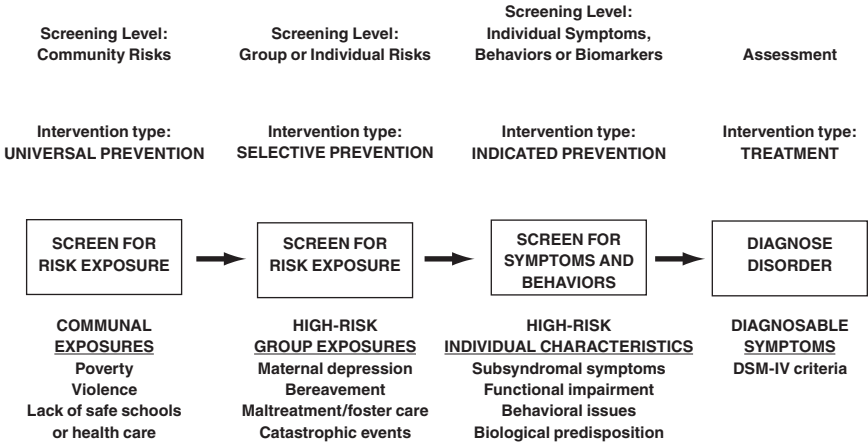 Screening Level:
Community Risks
Screening Level:
Group or Individual Risks
Screening Level:
Individual Symptoms,
Behaviors or Biomarkers
Assessment
Intervention type:
UNIVERSAL PREVENTION
Intervention type:
SELECTIVE PREVENTION
Intervention type:
INDICATED PREVENTION
Intervention type:
TREATMENT
SCREEN FOR
RISK EXPOSURE
SCREEN FOR
RISK EXPOSURE
SCREEN FOR
SYMPTOMS AND
BEHAVIORS
DIAGNOSE
DISORDER
COMMUNAL
EXPOSURES
Poverty
Violence
Lack of safe schools
or health care
HIGH-RISK
GROUP EXPOSURES
Maternal depression
Bereavement
Maltreatment/foster care
Catastrophic events
HIGH-RISK
INDIVIDUAL CHARACTERISTICS
Subsyndromal symptoms
Functional impairment
Behavioral issues
Biological predisposition
DIAGNOSABLE
SYMPTOMS
DSM-IV criteria